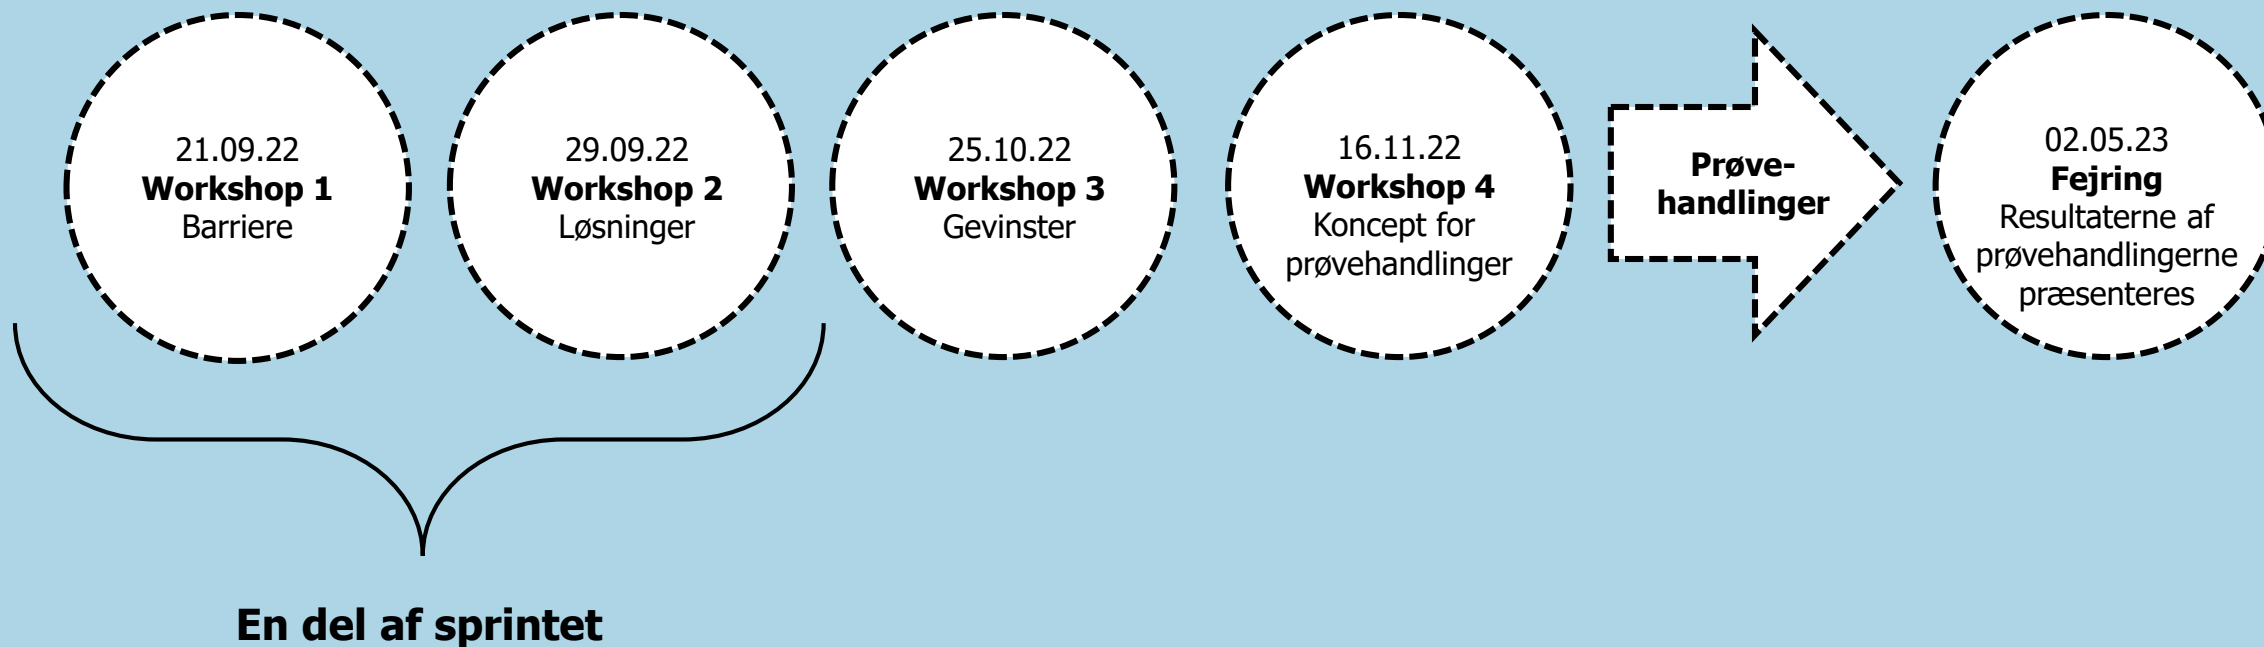 21.09.22
Workshop 1
Barriere
29.09.22
Workshop 2
Løsninger
25.10.22
Workshop 3
Gevinster
16.11.22
Workshop 4
Koncept for
prøvehandlinger
Prøve-
handlinger
02.05.23
Fejring
Resultaterne af
prøvehandlingerne
præsenteres
En del af sprintet